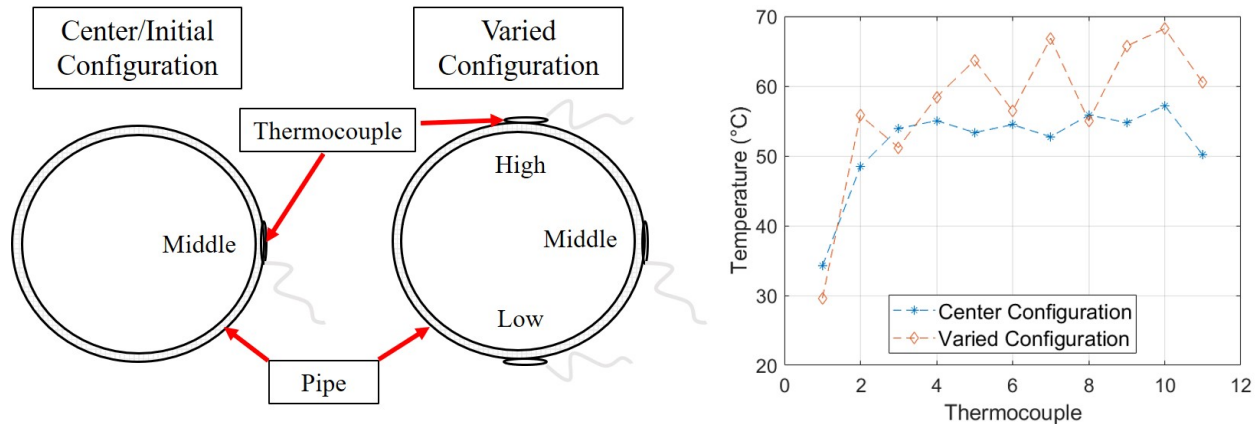 Center/Initial
Configuration
Varied
Configuration
Thermocouple
High
Middle
Middle
Low
Pipe
70
60
50
40
30
20
Temperature (°C)
Center Configuration
Varied Configuration
0
2
4
6
8
10
12
Thermocouple